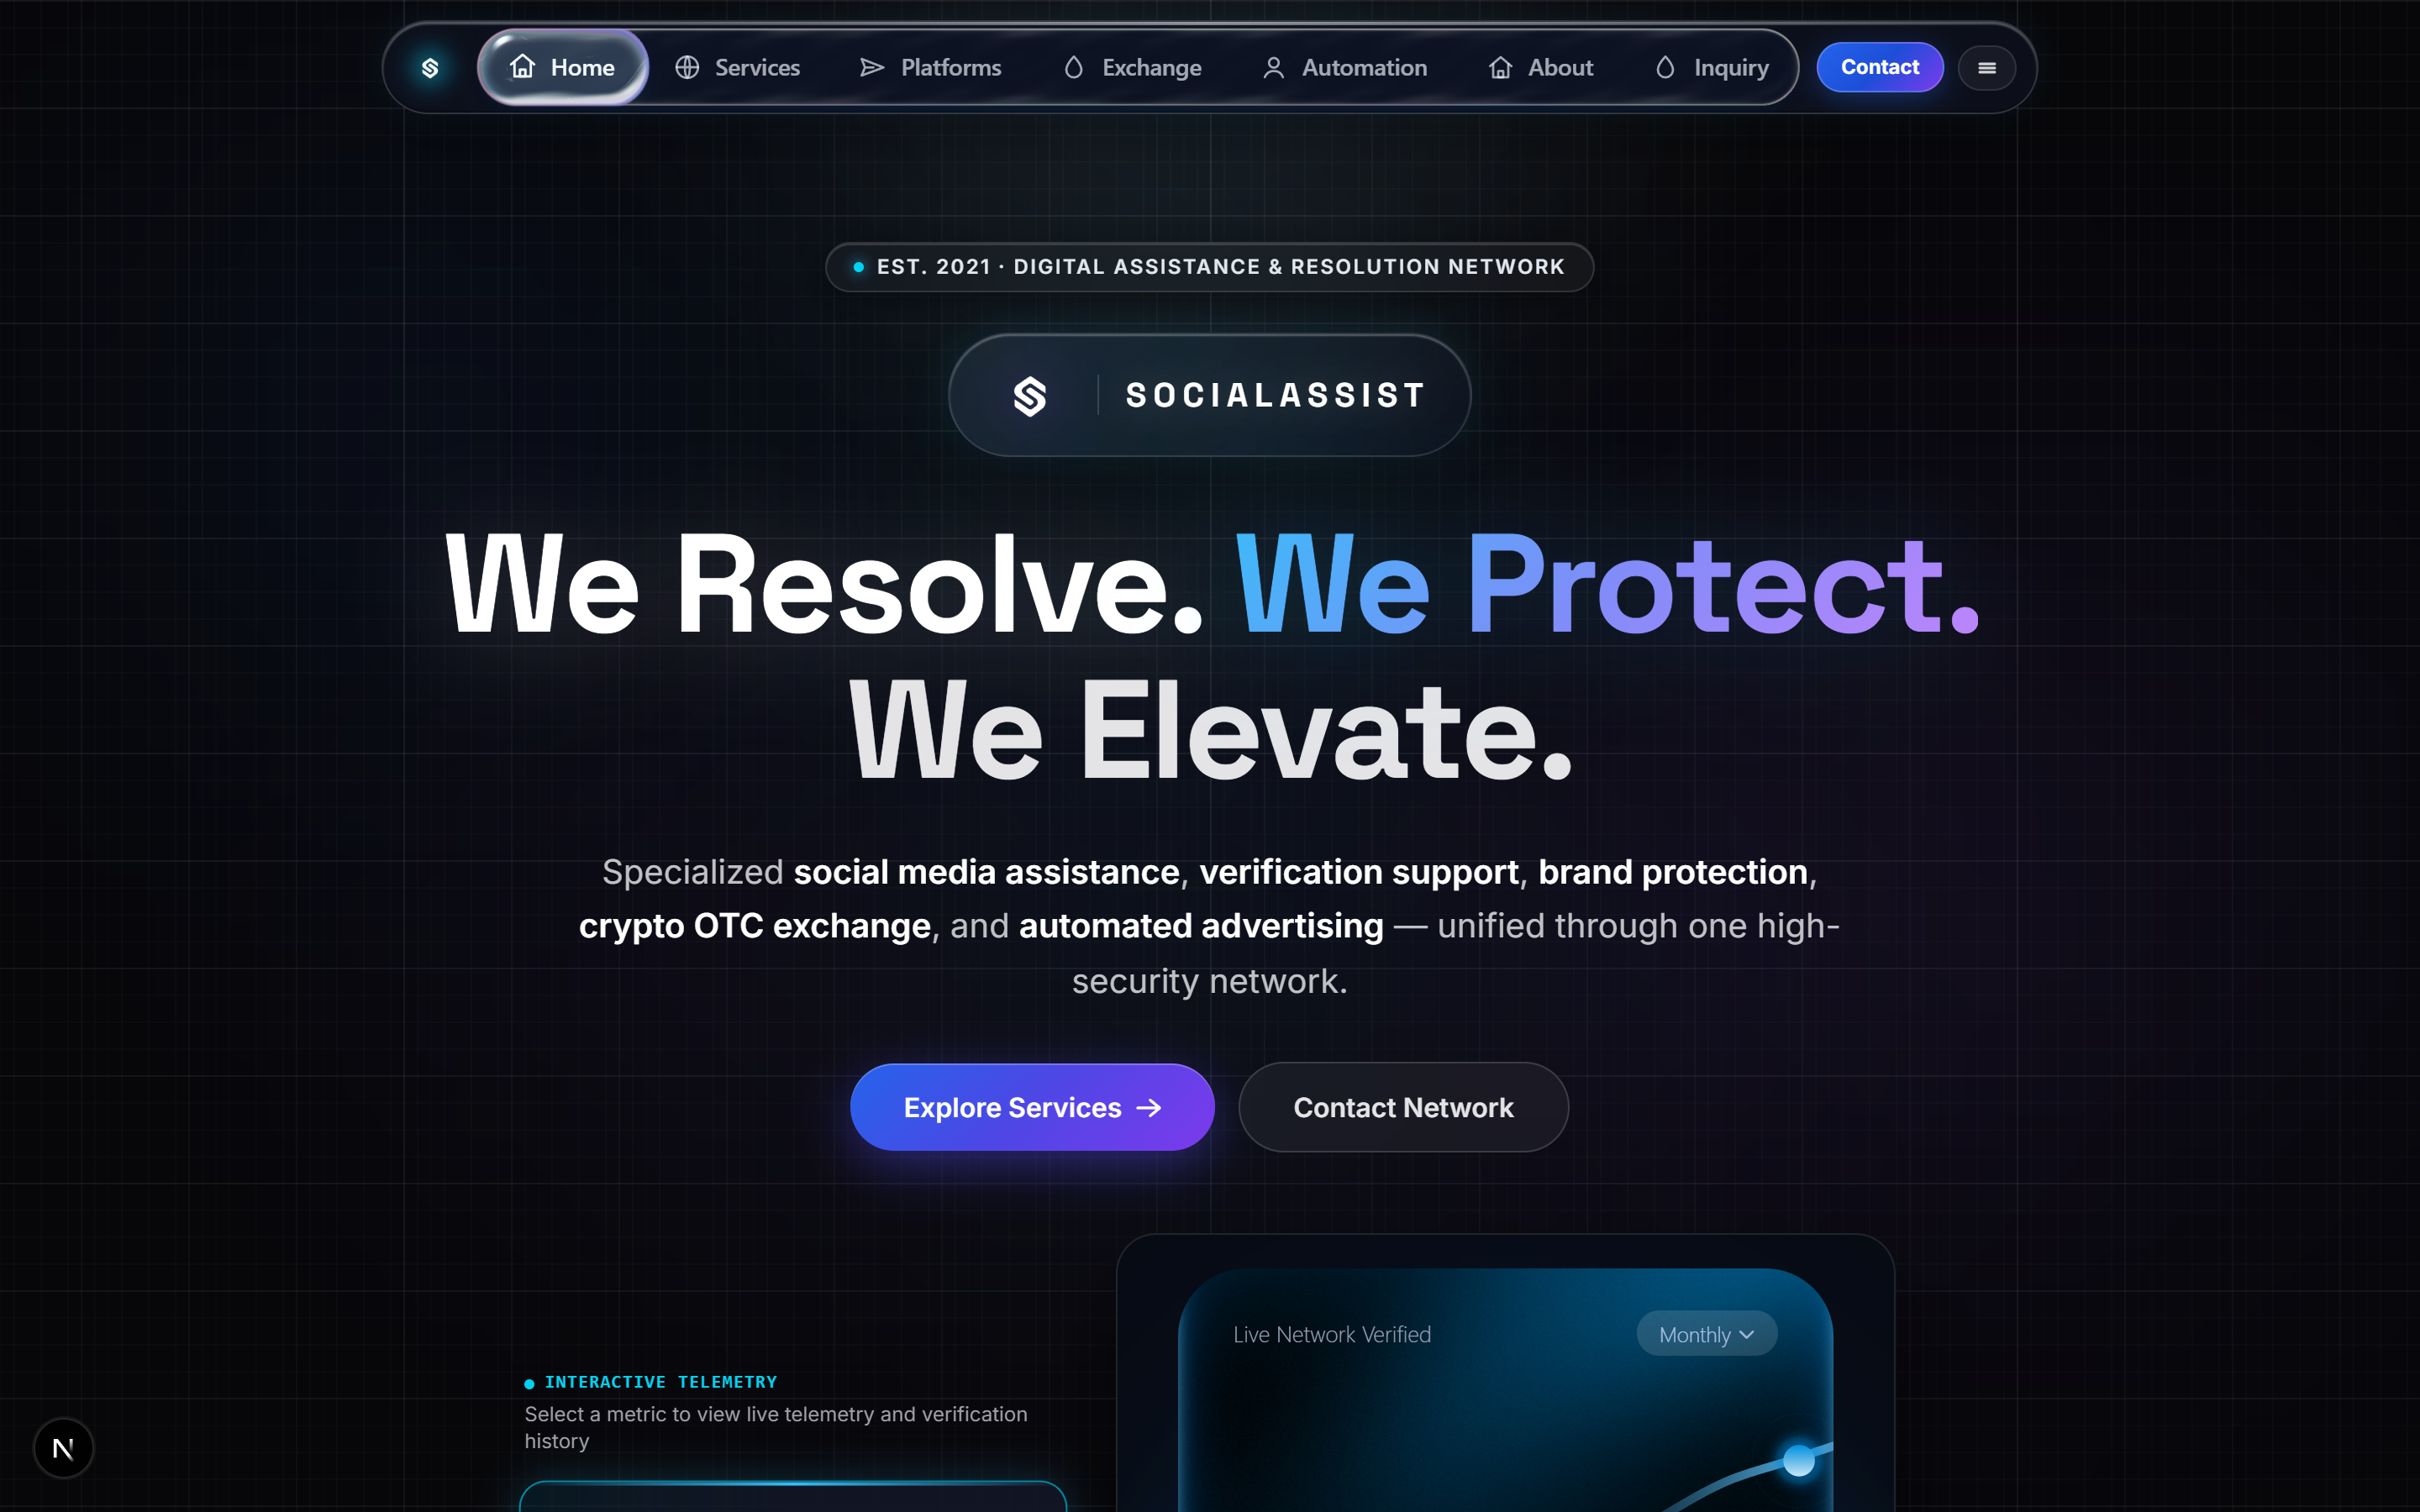 Home Services Platforms Exchange Automation About Inquiry Contact
EST. 2021 · DIGITAL ASSISTANCE & RESOLUTION NETWORK
SOCIALASSIST
We Resolve. We Protect.
We Elevate.
Specialized social media assistance, verification support, brand protection,
crypto OTC exchange, and automated advertising — unified through one high-
security network.
Explore Services →
Contact Network
Live Network Verified
Monthly
INTERACTIVE TELEMETRY
Select a metric to view live telemetry and verification
history
N